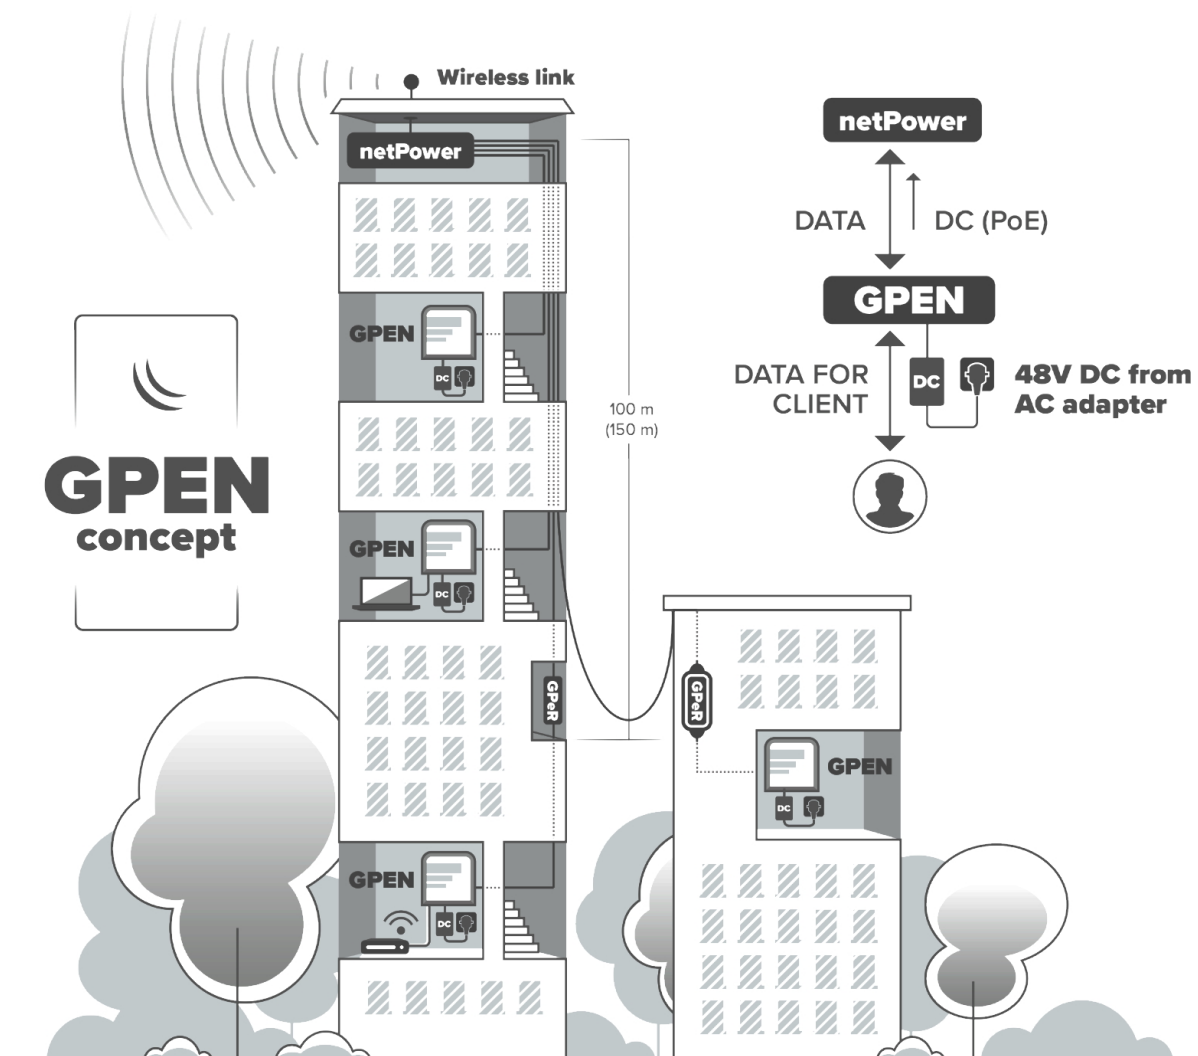 Wireless link
netPower
GPEN
DC
100 m
(150 m)
GPEN
DC
GPeR
GPEN
DC
GPEN
concept
netPower
DATA
DC (PoE)
GPEN
DATA FOR
CLIENT
DC
48V DC from
AC adapter
GPeR
GPEN
DC